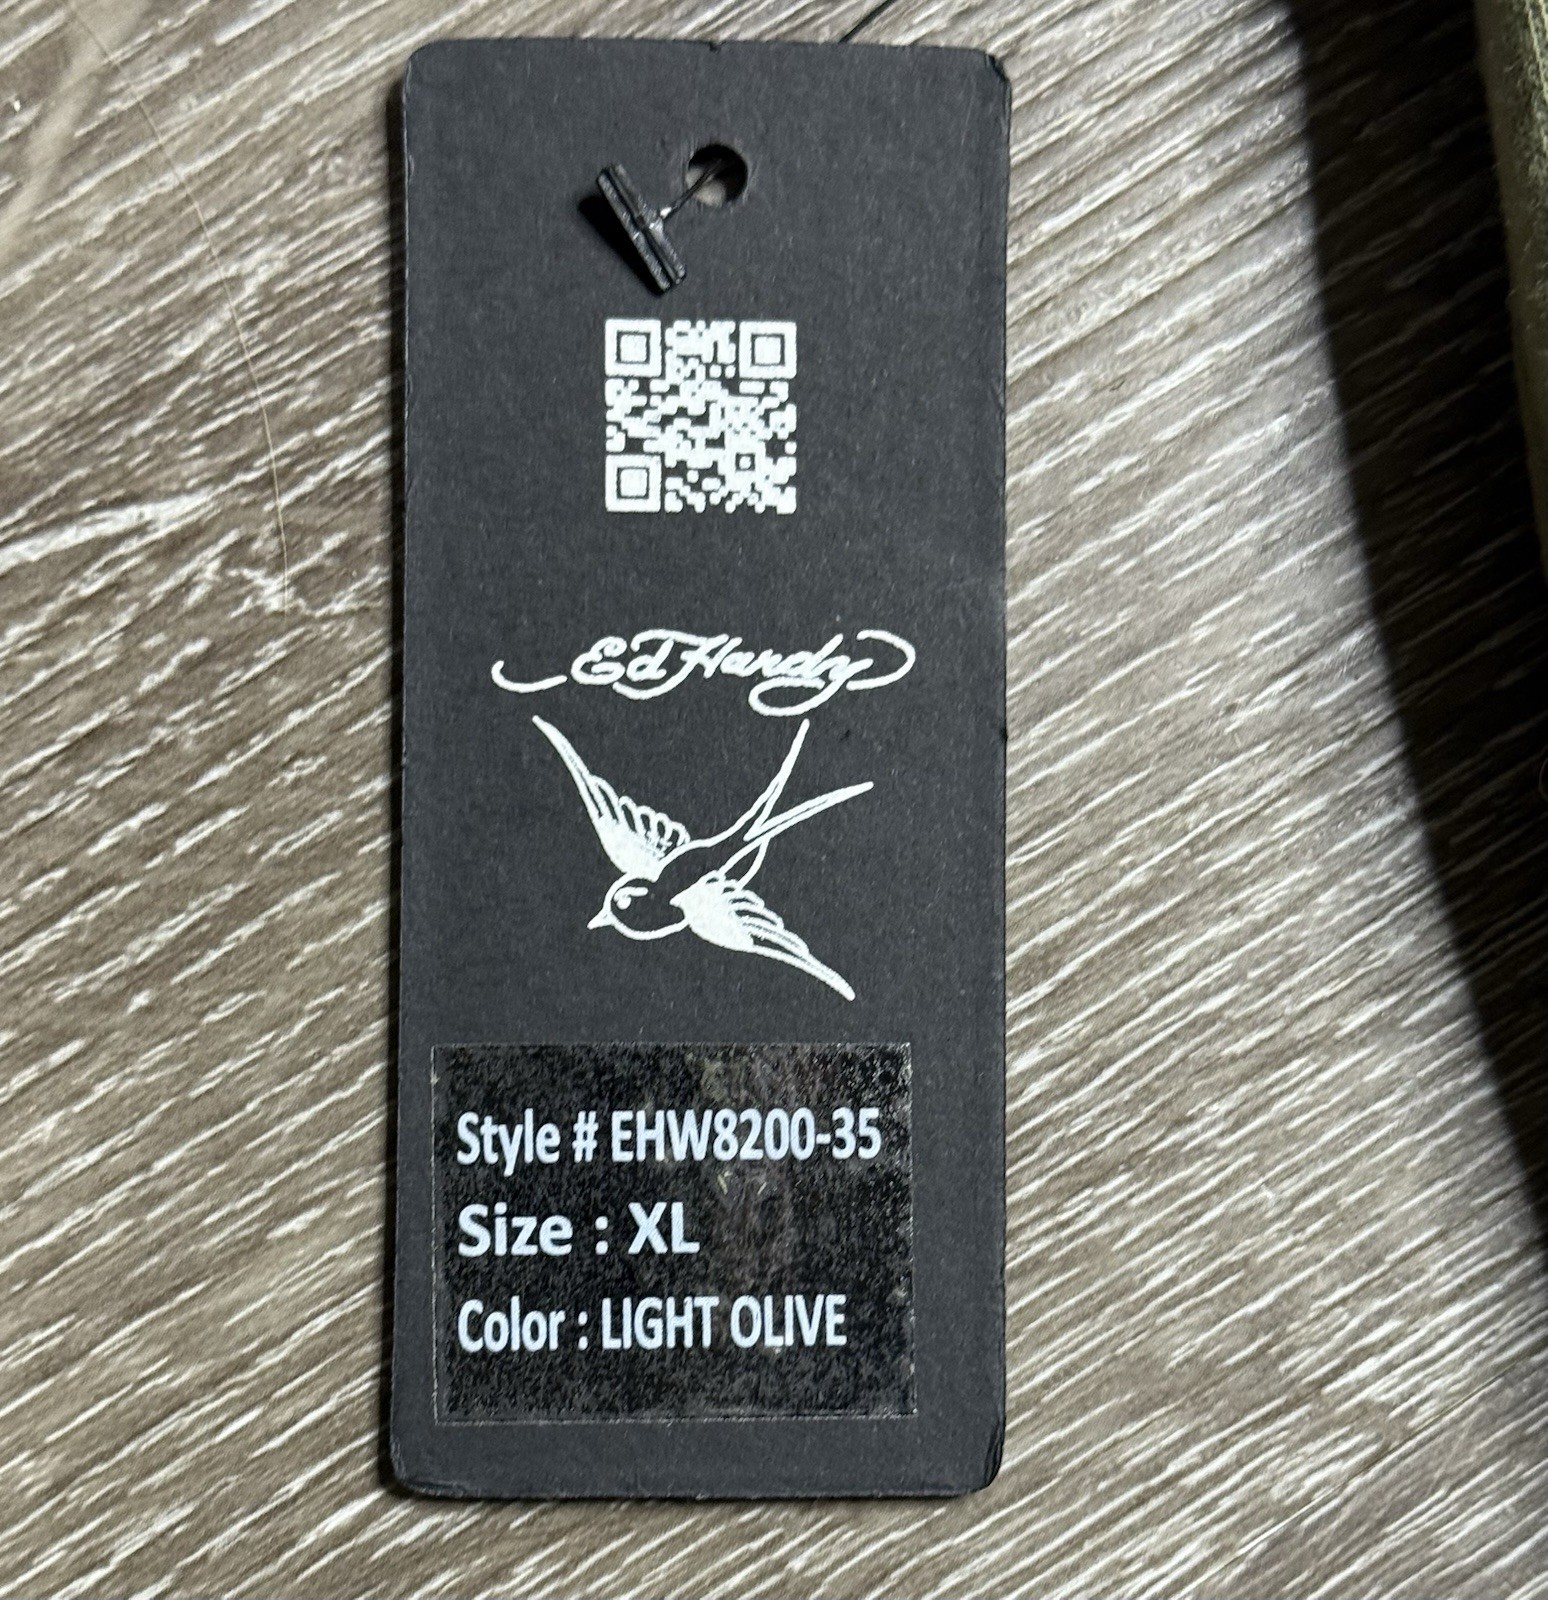 Ed Hardy
Style # EHW8200-35
Size : XL
Color : LIGHT OLIVE